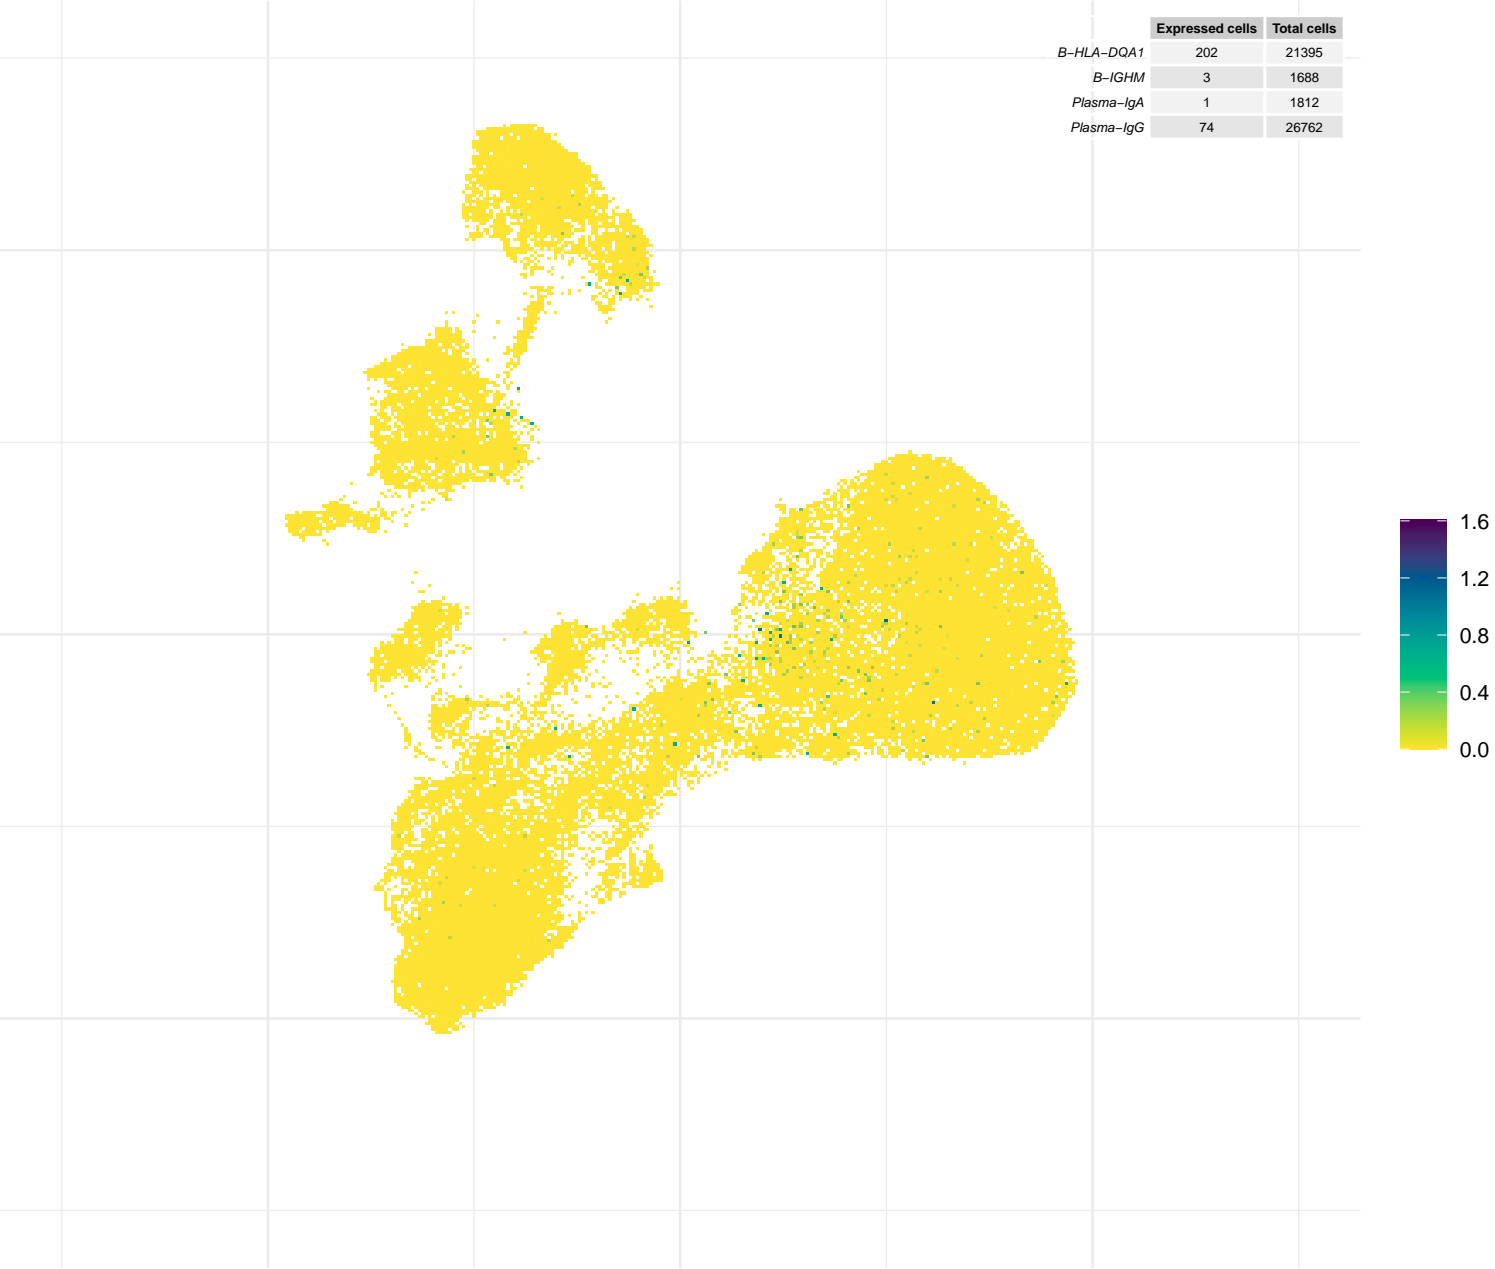 Expressed cells Total cells
B−HLA−DQA1 202 21395
B−IGHM 3 1688
Plasma−IgA 1 1812
Plasma−IgG 74 26762
1.6
1.2
0.8
0.4
0.0